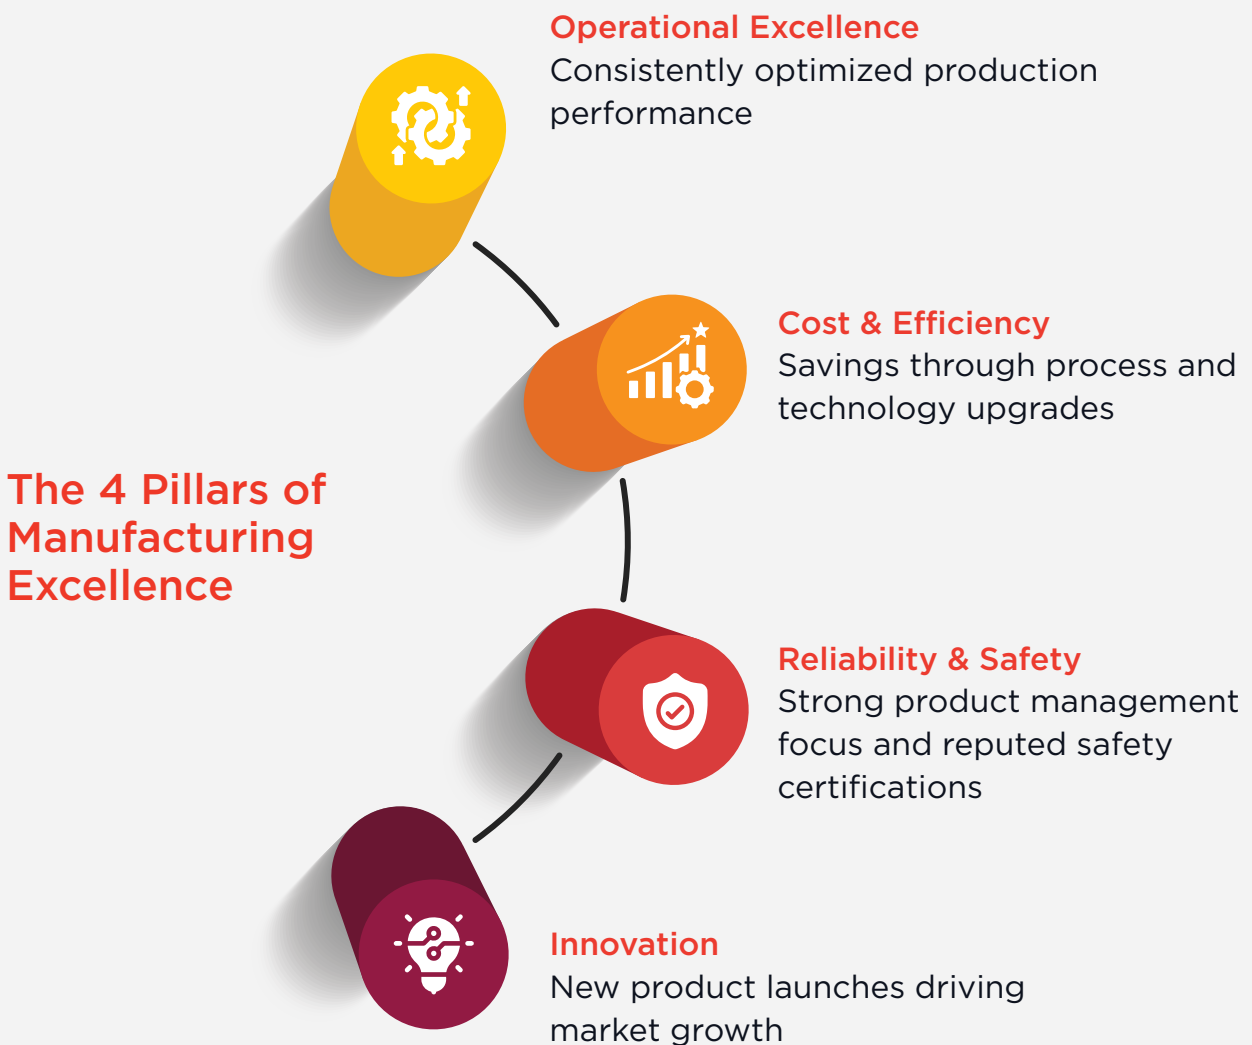 Operational Excellence
Consistently optimized production
performance
Cost & Efficiency
Savings through process and
technology upgrades
The 4 Pillars of
Manufacturing
Excellence
Reliability & Safety
Strong product management
focus and reputed safety
certifications
Innovation
New product launches driving
market growth